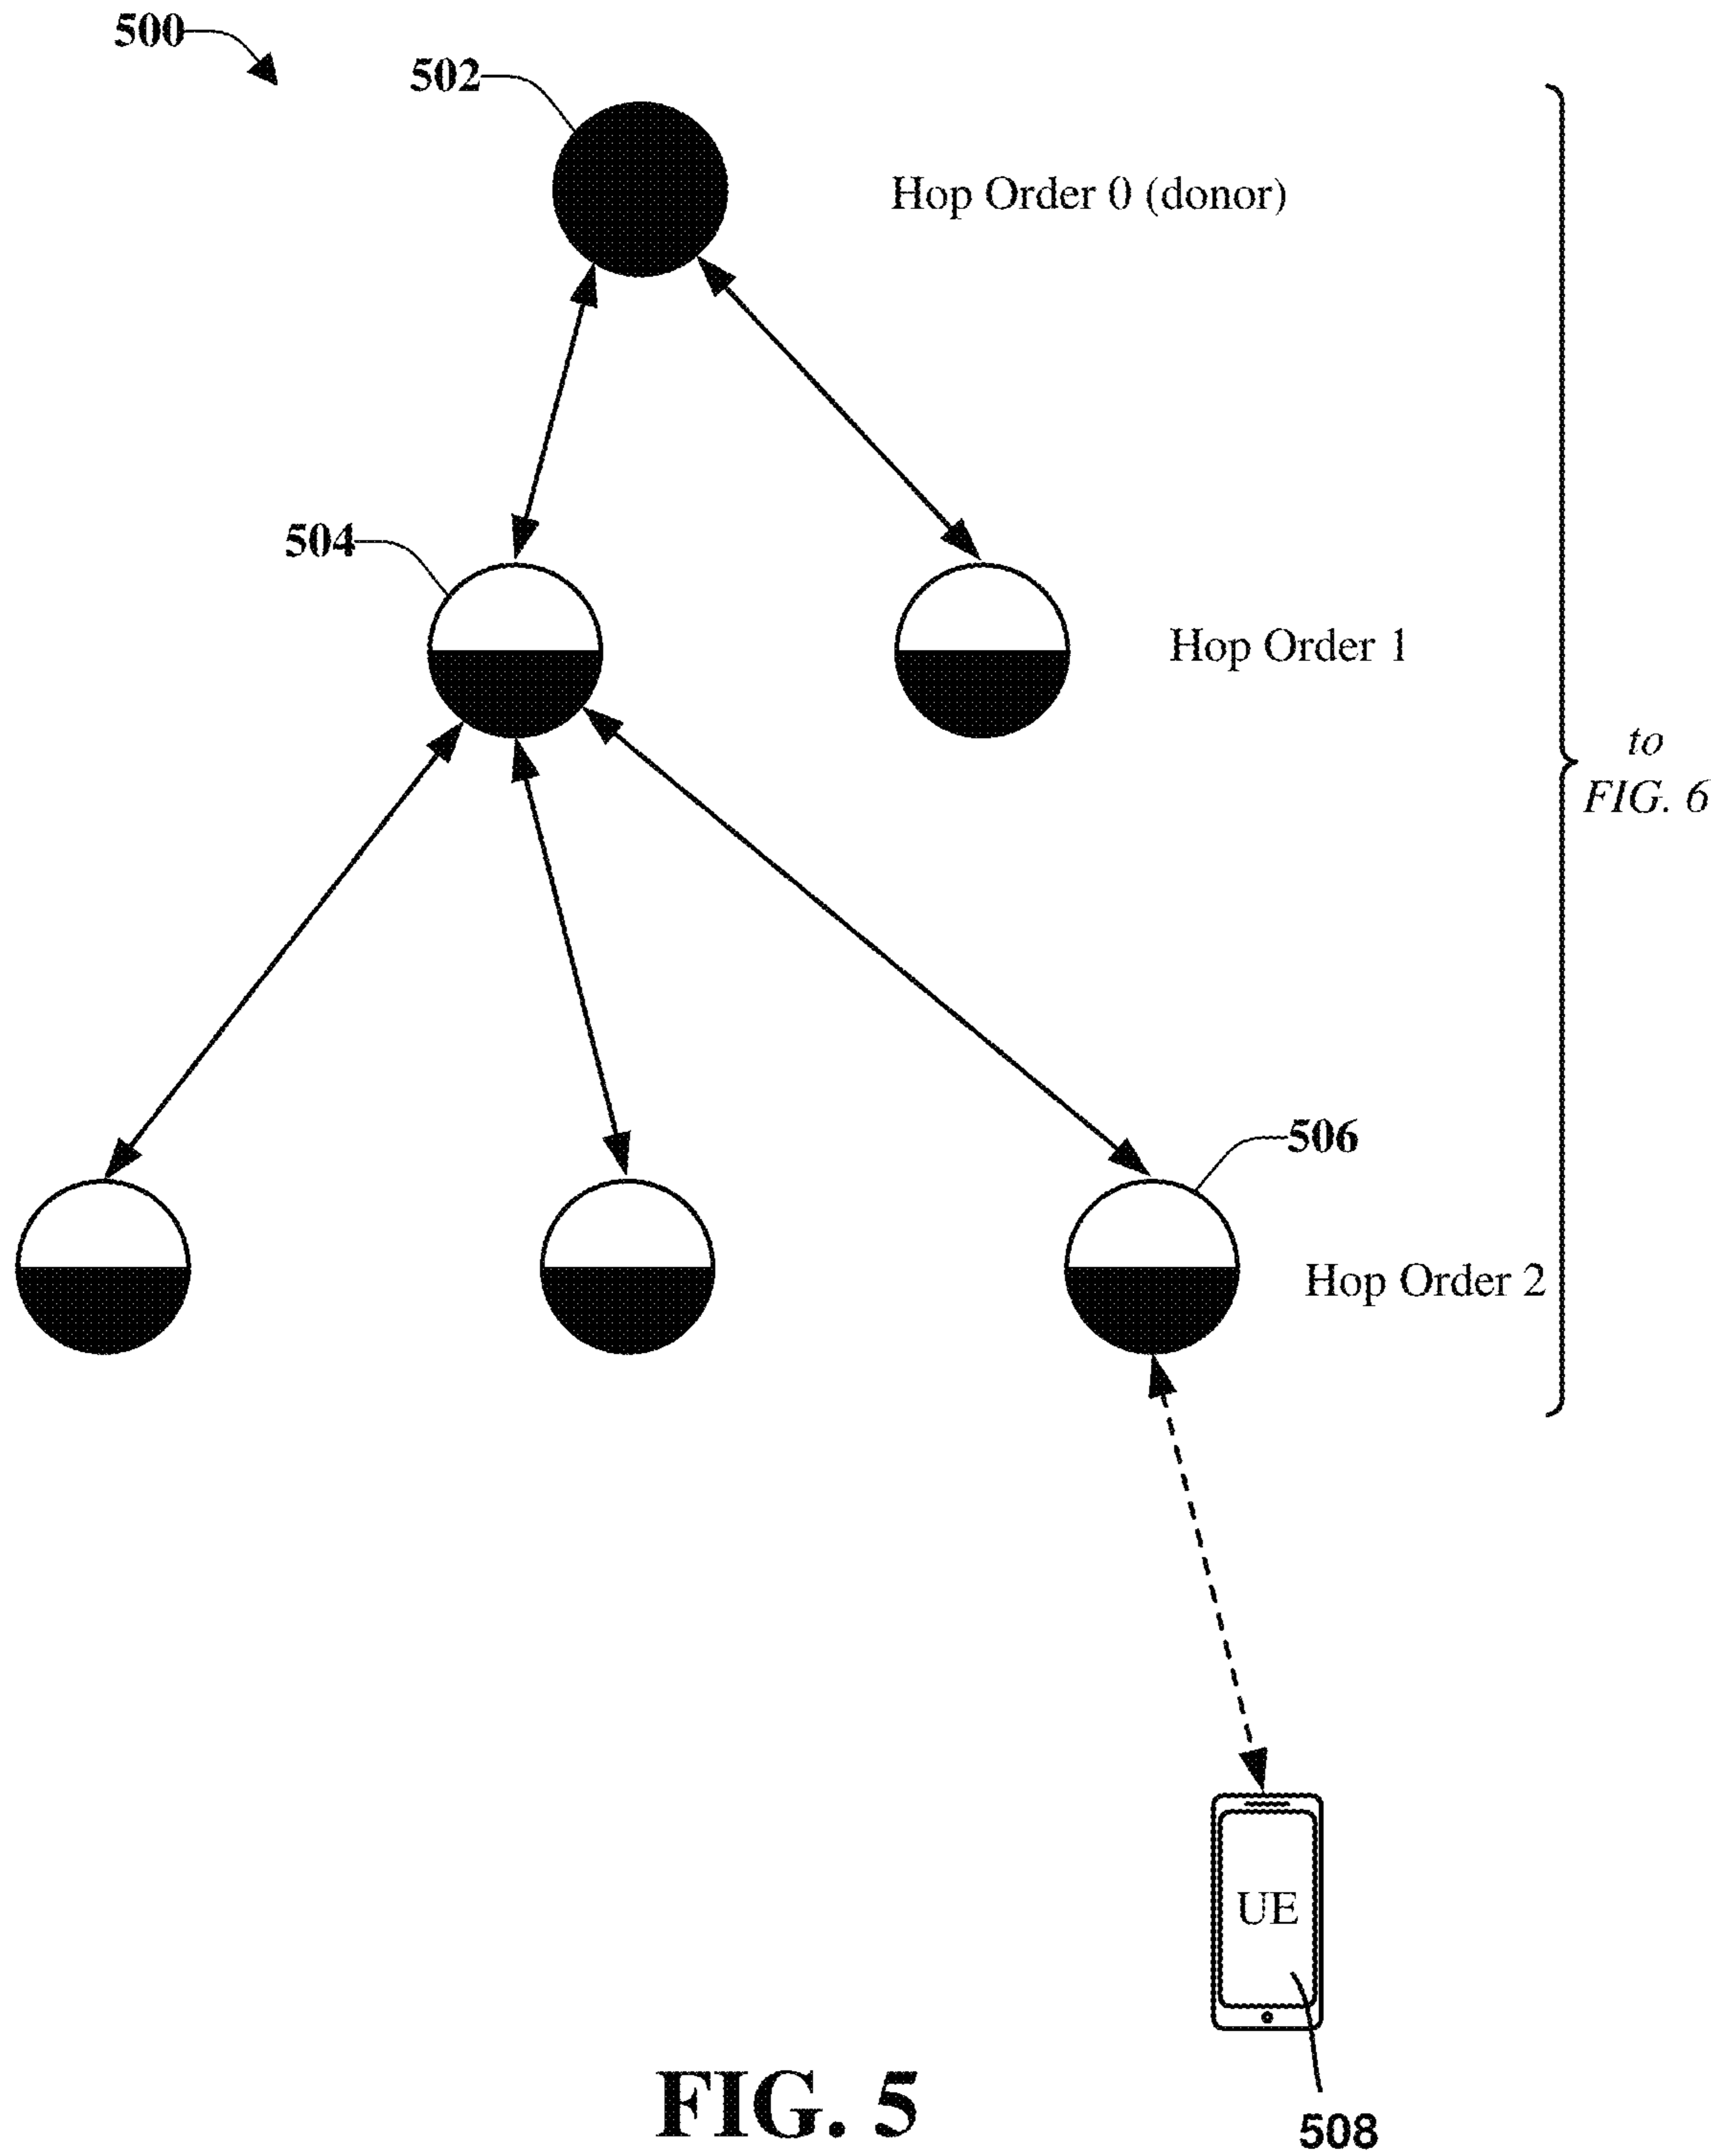 500
502
Hop Order 0 (donor)
504
Hop Order 1
to
FIG. 6
506
Hop Order 2
UE
508
FIG. 5